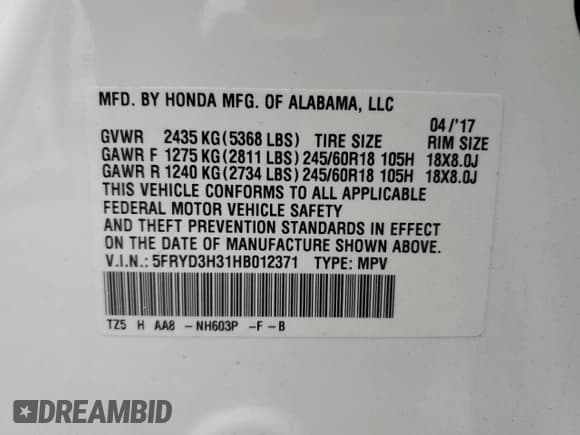 MFD. BY HONDA MFG. OF ALABAMA, LLC
04/'17
GVWR 2435 KG(5368 LBS) TIRE SIZE RIM SIZE
GAWR F 1275 KG(2811 LBS)245/60R18 105H 18X8.0J
GAWR R 1240 KG(2734 LBS)245/60R18 105H 18X8.0J
THIS VEHICLE CONFORMS TO ALL APPLICABLE
FEDERAL MOTOR VEHICLE SAFETY
AND THEFT PREVENTION STANDARDS IN EFFECT
ON THE DATE OF MANUFACTURE SHOWN ABOVE.
V.I.N.: 5FRYD3H31HB012371 TYPE: MPV
TZ5 H AA8 -NH603P -F-B
DREAMBID